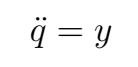 q̈ = y